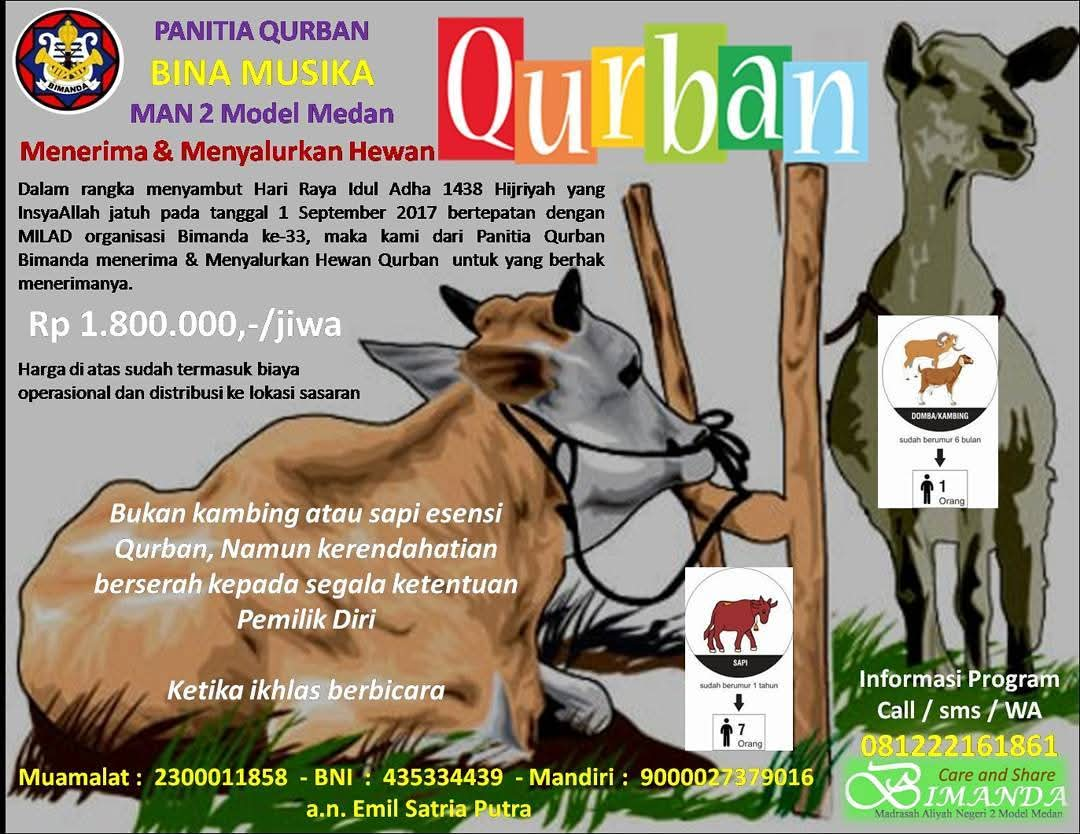 BIMANDA
PANITIA QURBAN
BINA MUSIKA
MAN 2 Model Medan
Menerima & Menyalurkan Hewan
Qurban
Dalam rangka menyambut Hari Raya Idul Adha 1438 Hijriyah yang
InsyaAllah jatuh pada tanggal 1 September 2017 bertepatan dengan
MILAD organisasi Bimanda ke-33, maka kami dari Panitia Qurban
Bimanda menerima & Menyalurkan Hewan Qurban untuk yang berhak
menerimanya.
Rp 1.800.000,-/jiwa
Harga di atas sudah termasuk biaya
operasional dan distribusi ke lokasi sasaran
DOMBA/KAMBING
sudah berumur 6 bulan
1
Orang
Bukan kambing atau sapi esensi
Qurban, Namun kerendahatian
berserah kepada segala ketentuan
Pemilik Diri
Ketika ikhlas berbicara
SAPI
sudah berumur 1 tahun
7
Orang
Informasi Program
Call / sms / WA
081222161861
Muamalat : 2300011858 - BNI : 435334439 - Mandiri : 9000027379016
a.n. Emil Satria Putra
Care and Share
BIMANDA
Madrasah Aliyah Negeri 2 Model Medan